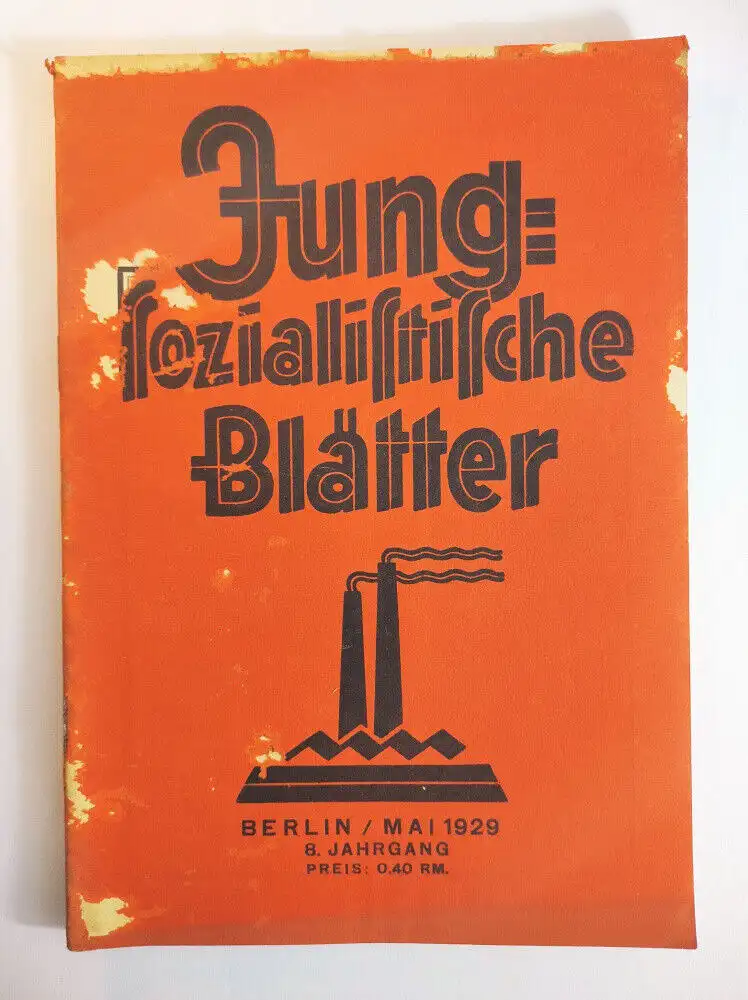 Jung=
ſozialiſtiſche
Blätter
BERLIN / MAI 1929
8. JAHRGANG
PREIS: 0.40 RM.